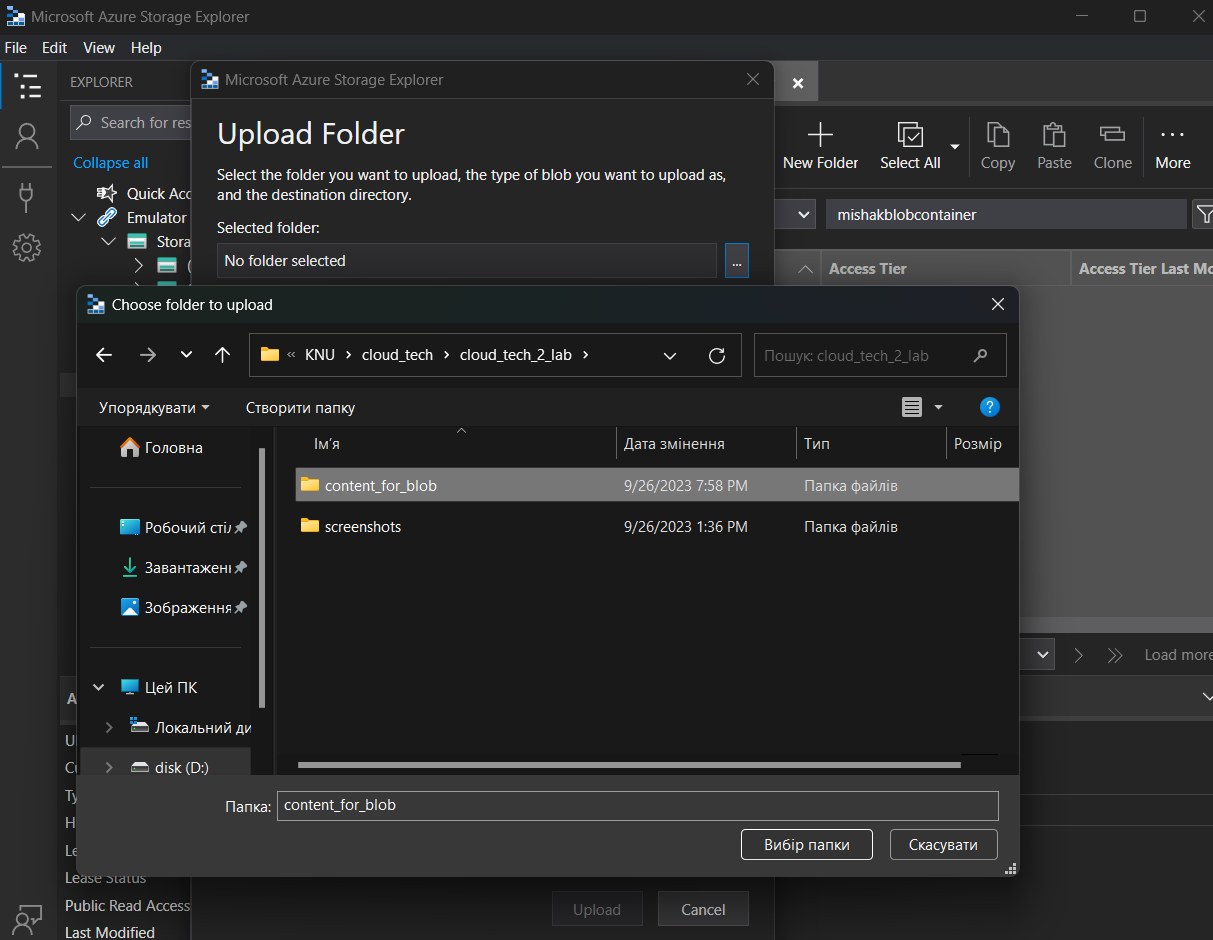 Microsoft Azure Storage Explorer
File Edit View Help
EXPLORER
Search for res
Collapse all
Quick Acc
Emulator
Stora
(
Microsoft Azure Storage Explorer
Upload Folder
Select the folder you want to upload, the type of blob you want to upload as,
and the destination directory.
Selected folder:
No folder selected
...
New Folder
Select All
Copy
Paste
Clone
More
mishakblobcontainer
Access Tier
Access Tier Last Mo
Choose folder to upload
« KNU › cloud_tech › cloud_tech_2_lab ›
Пошук: cloud_tech_2_lab
Упорядкувати
Створити папку
?
Головна
Робочий стіл
Завантажень
Зображення
Цей ПК
Локальний ди
disk (D:)
Ім'я
Дата змінення
Тип
Розмір
content_for_blob 9/26/2023 7:58 PM Папка файлів
screenshots 9/26/2023 1:36 PM Папка файлів
Папка: content_for_blob
Вибір папки
Скасувати
Load more
A
U
Cu
Ty
H
Le
Lease Status
Public Read Access
Last Modified
Upload
Cancel